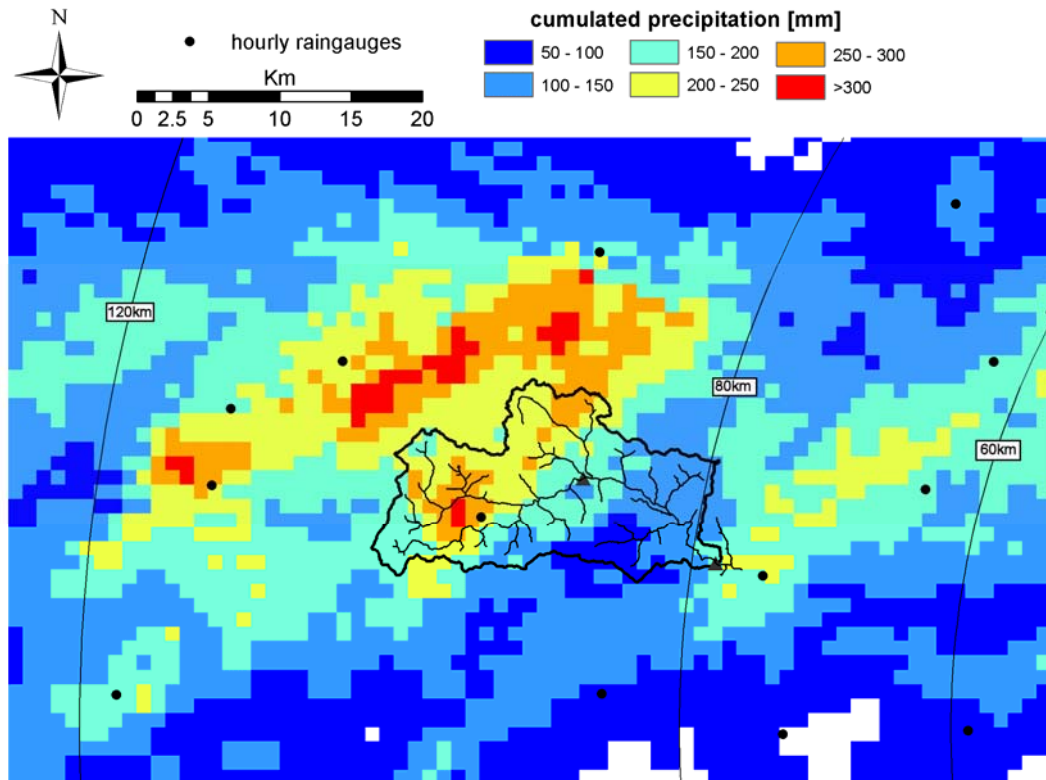 N
hourly raingauges
Km
0 2.5 5 10 15 20
cumulated precipitation [mm]
50 - 100 150 - 200 250 - 300
100 - 150 200 - 250 >300
120km
80km
60km